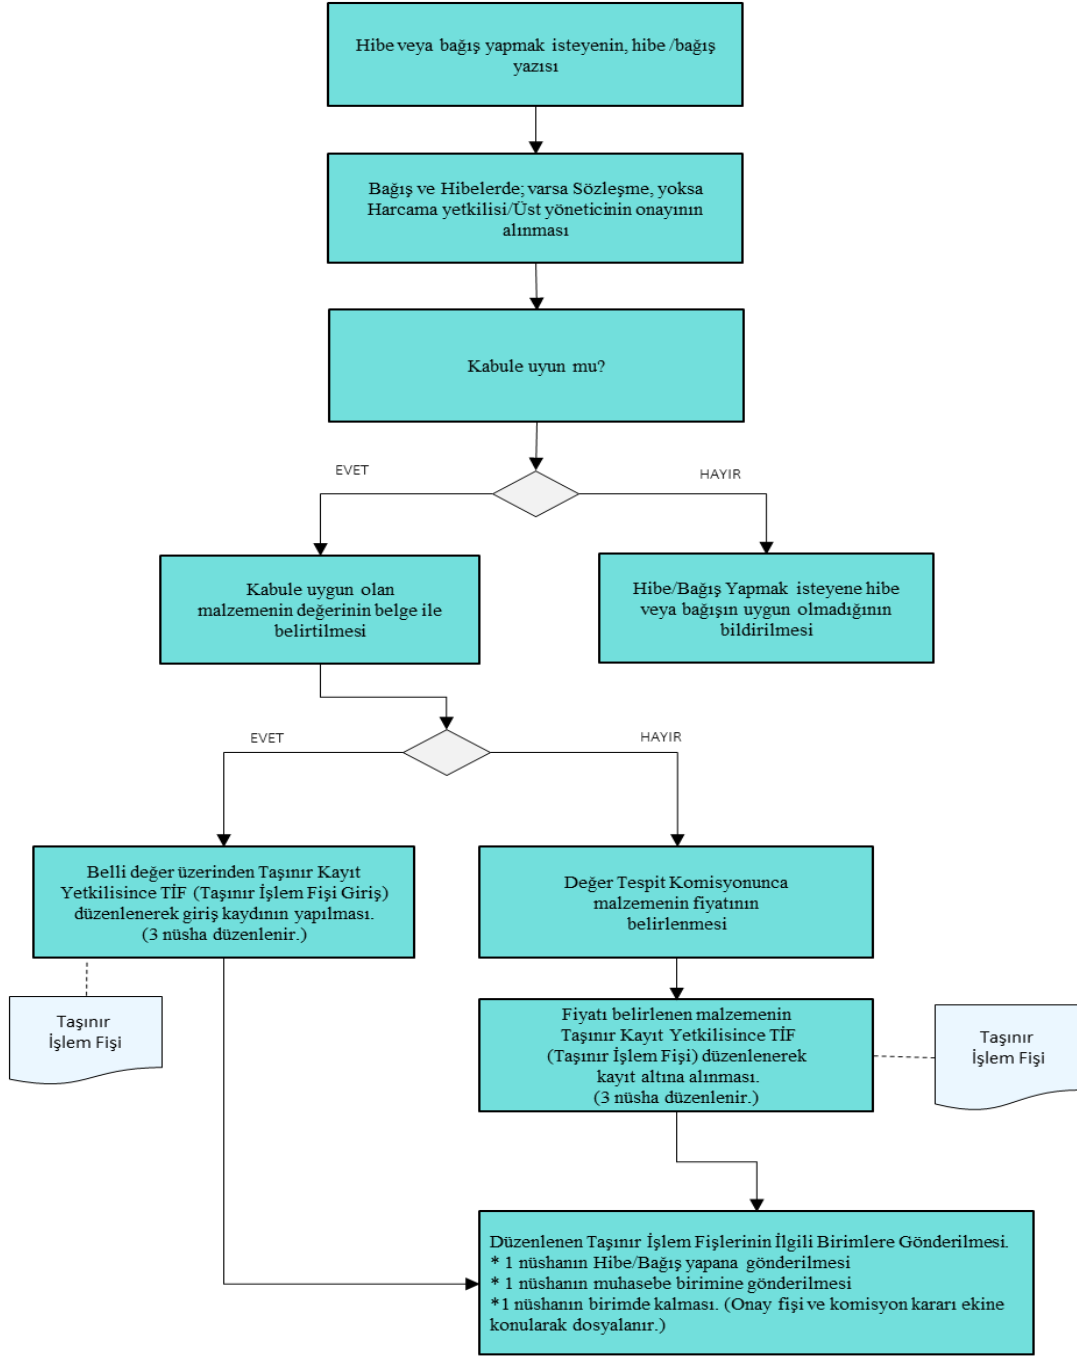 Hibe veya bağış yapmak isteyenin, hibe /bağış
yazısı
Bağış ve Hibelerde; varsa Sözleşme, yoksa
Harcama yetkilisi/Üst yöneticinin onayının
alınması
Kabule uyun mu?
EVET
HAYIR
Kabule uygun olan
malzemenin değerinin belge ile
belirtilmesi
Hibe/Bağış Yapmak isteyene hibe
veya bağışın uygun olmadığının
bildirilmesi
EVET
HAYIR
Belli değer üzerinden Taşınır Kayıt
Yetkilisince TİF (Taşınır İşlem Fişi Giriş)
düzenlenerek giriş kaydının yapılması.
(3 nüsha düzenlenir.)
Değer Tespit Komisyonunca
malzemenin fiyatının
belirlenmesi
Taşınır
İşlem Fişi
Fiyatı belirlenen malzemenin
Taşınır Kayıt Yetkilisince TİF
(Taşınır İşlem Fişi) düzenlenerek
kayıt altına alınması.
(3 nüsha düzenlenir.)
Taşınır
İşlem Fişi
Düzenlenen Taşınır İşlem Fişlerinin İlgili Birimlere Gönderilmesi.
* 1 nüshanın Hibe/Bağış yapana gönderilmesi
* 1 nüshanın muhasebe birimine gönderilmesi
*1 nüshanın birimde kalması. (Onay fişi ve komisyon kararı ekine
konularak dosyalanır.)